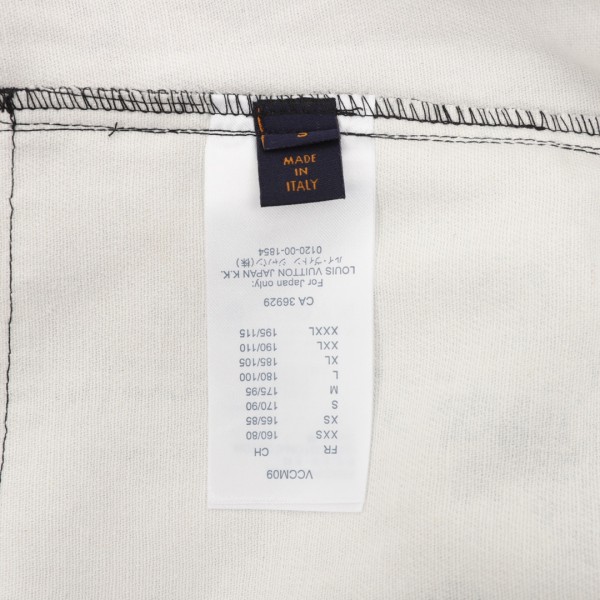 MADE
IN
ITALY
VCCM09
FR CH
XXS 160/80
XS 165/85
S 170/90
M 175/95
L 180/100
XL 185/105
XXL 190/110
XXXL 195/115
CA 36929
For Japan only:
LOUIS VUITTON JAPAN K.K.
ルイ・ヴィトン ジャパン(株)
0120-00-1854